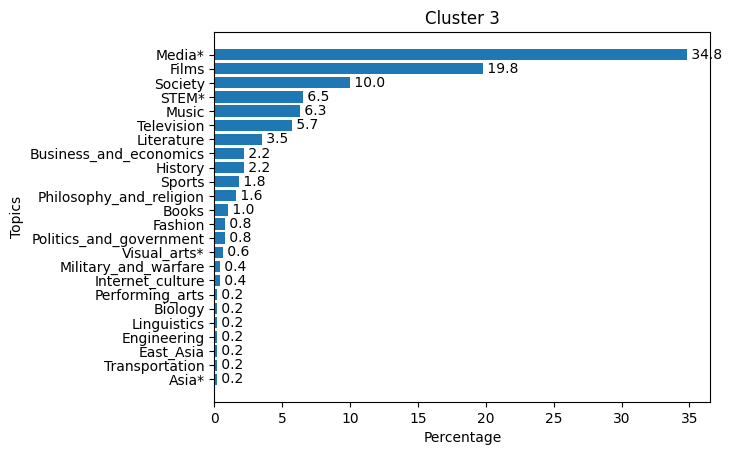 Cluster 3
Topics
Media* 34.8
Films 19.8
Society 10.0
STEM* 6.5
Music 6.3
Television 5.7
Literature 3.5
Business_and_economics 2.2
History 2.2
Sports 1.8
Philosophy_and_religion 1.6
Books 1.0
Fashion 0.8
Politics_and_government 0.8
Visual_arts* 0.6
Military_and_warfare 0.4
Internet_culture 0.4
Performing_arts 0.2
Biology 0.2
Linguistics 0.2
Engineering 0.2
East_Asia 0.2
Transportation 0.2
Asia* 0.2
0 5 10 15 20 25 30 35
Percentage